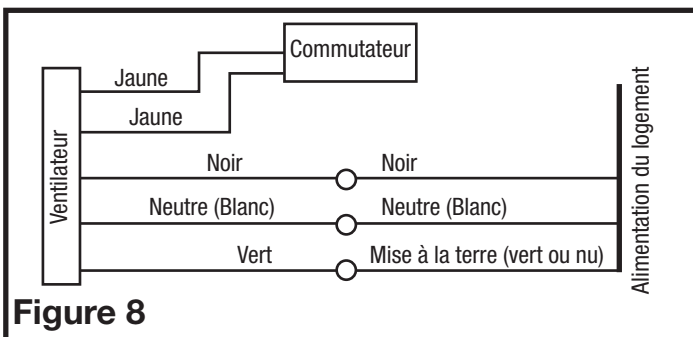 Commutateur
Jaune
Jaune
Ventilateur
Noir
Noir
Neutre (Blanc)
Neutre (Blanc)
Vert
Mise à la terre (vert ou nu)
Alimentation du logement
Figure 8